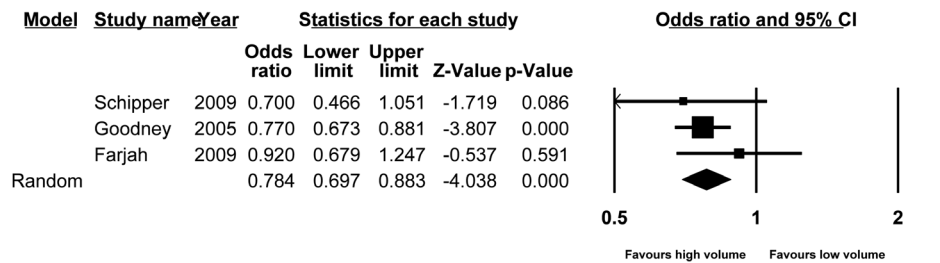 Model Study name Year Statistics for each study Odds ratio and 95% CI
Odds Lower Upper
ratio limit limit Z-Value p-Value
Schipper 2009 0.700 0.466 1.051 -1.719 0.086
Goodney 2005 0.770 0.673 0.881 -3.807 0.000
Farjah 2009 0.920 0.679 1.247 -0.537 0.591
Random 0.784 0.697 0.883 -4.038 0.000
0.5 1 2
Favours high volume Favours low volume